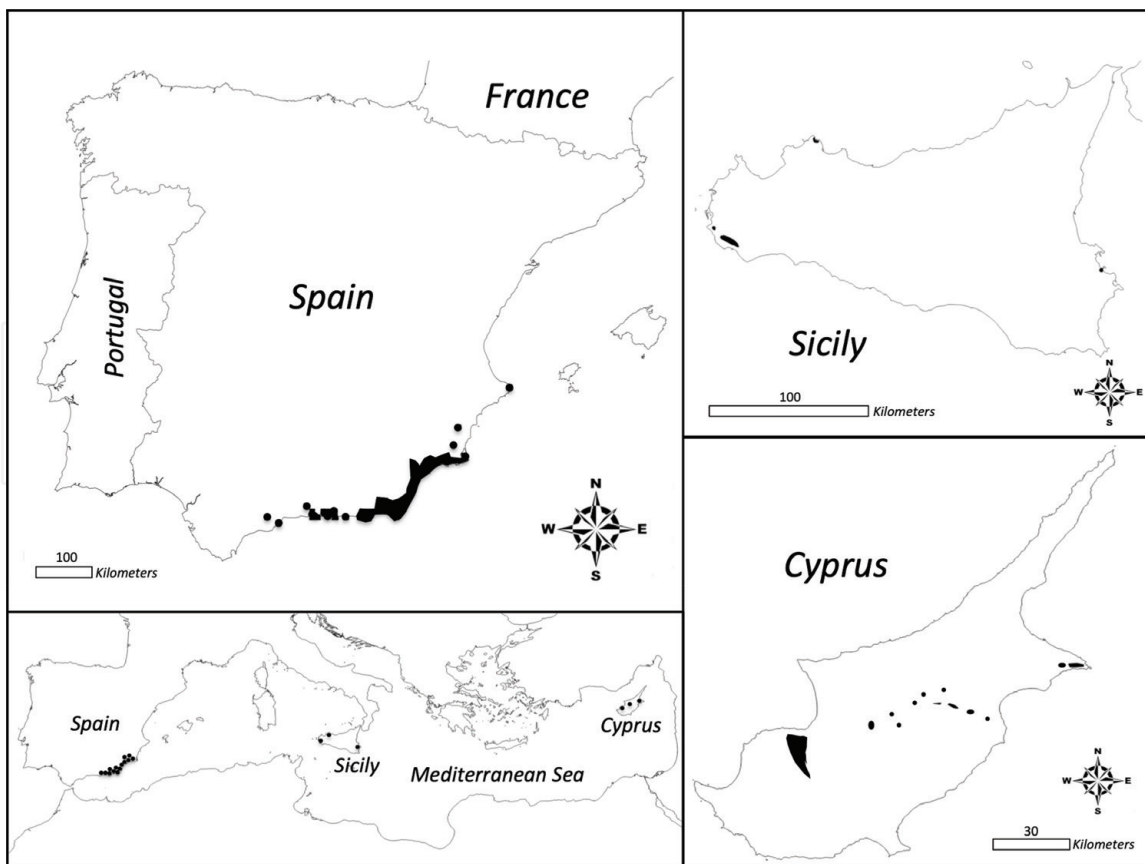 France
Spain
Portugal
N
W E
S
100
Kilometers
Sicily
N
W E
S
100
Kilometers
Spain
Sicily
Cyprus
Mediterranean Sea
Cyprus
N
W E
S
30
Kilometers